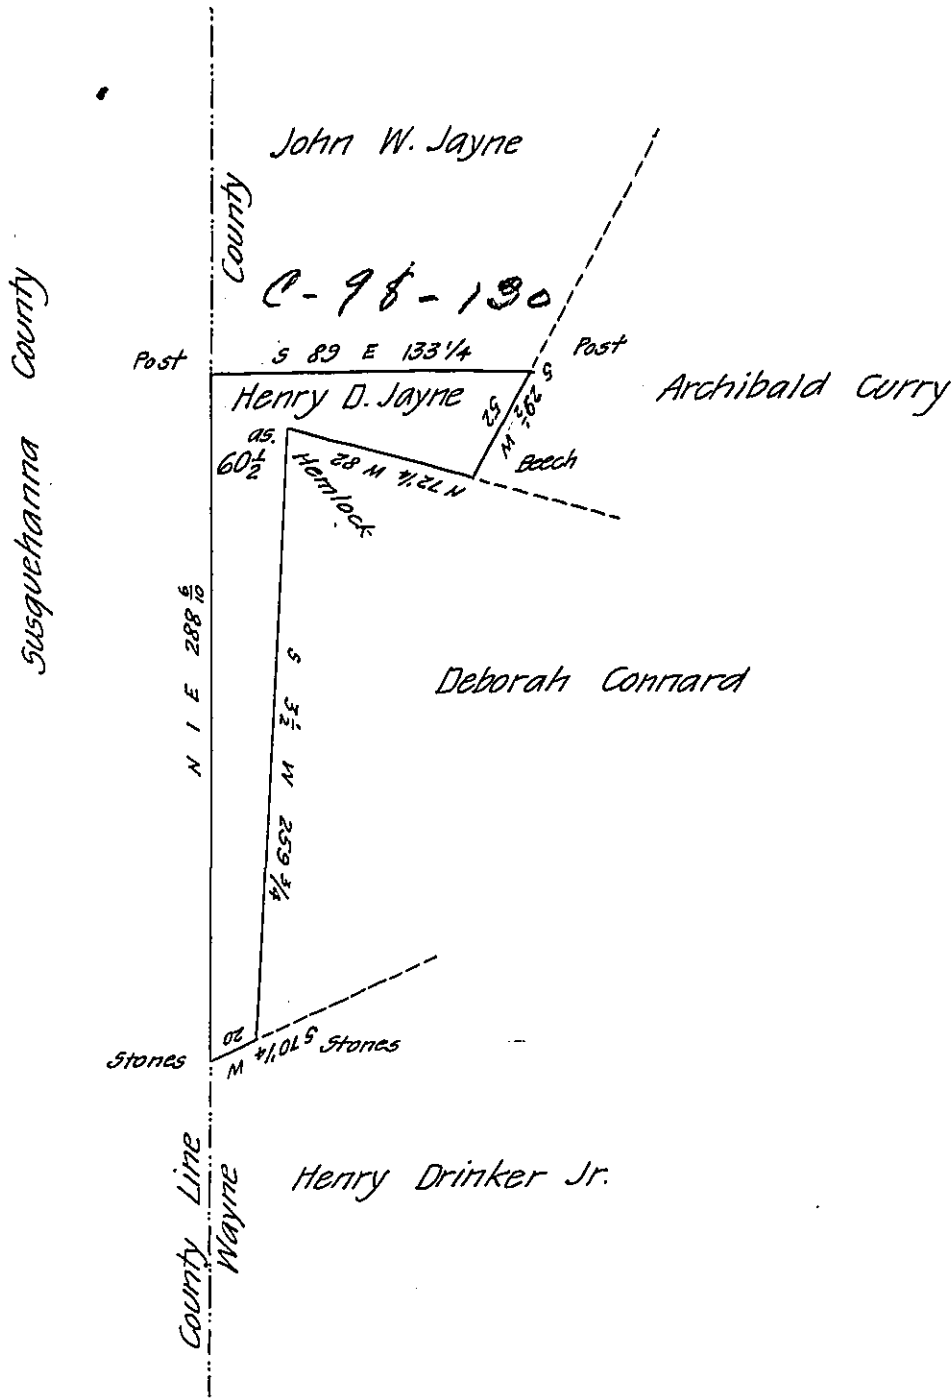 John W. Jayne
County
C-98-130
Susquehanna County
Post
S 89 E 133 1/4
Post
Henry D. Jayne
S 29 1/2 W
52
Archibald Curry
as.
60 1/2
Hemlock
N 72 1/4 W 82
Beech
N 1 E 288 6/10
S 3 1/2 W 259 3/4
Deborah Connard
Stones
S 70 1/4 W
20
Stones
County Line
Wayne
Henry Drinker Jr.